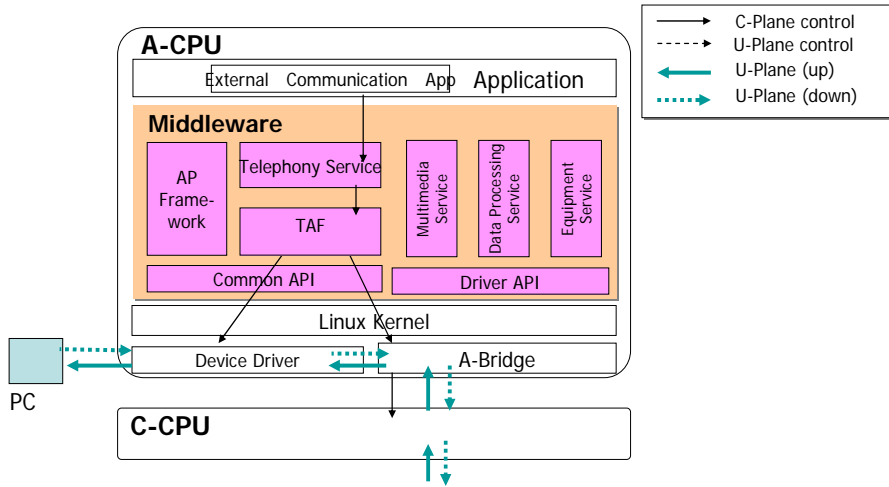 C-Plane control
U-Plane control
U-Plane (up)
U-Plane (down)
A-CPU
External Communication App
Application
Middleware
AP
Frame-
work
Telephony Service
TAF
Multimedia
Service
Data Processing
Service
Equipment
Service
Common API
Driver API
Linux Kernel
Device Driver
A-Bridge
PC
C-CPU